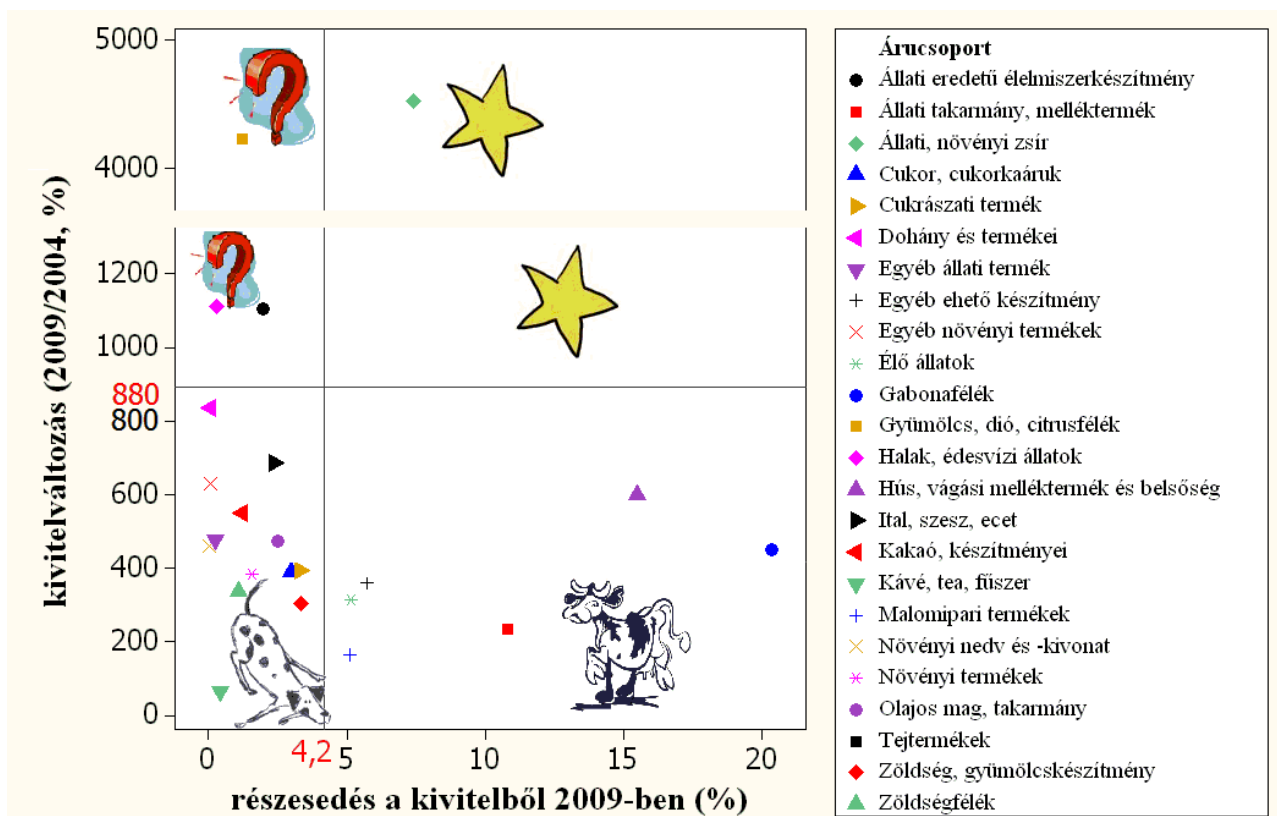 kivitelváltozás (2009/2004, %)
5000
4000
1200
1000
880
800
600
400
200
0
0
4,2
5
10
15
20
részesedés a kivitelből 2009-ben (%)
Árucsoport
Állati eredetű élelmiszerkészítmény
Állati takarmány, melléktermék
Állati, növényi zsír
Cukor, cukorkaáruk
Cukrászati termék
Dohány és termékei
Egyéb állati termék
Egyéb ehető készítmény
Egyéb növényi termékek
Élő állatok
Gabonafélék
Gyümölcs, dió, citrusfélék
Halak, édesvízi állatok
Hús, vágási melléktermék és belsőség
Ital, szesz, ecet
Kakaó, készítményei
Kávé, tea, fűszer
Malomipari termékek
Növényi nedv és -kivonat
Növényi termékek
Olajos mag, takarmány
Tejtermékek
Zöldség, gyümölcskészítmény
Zöldségfélék